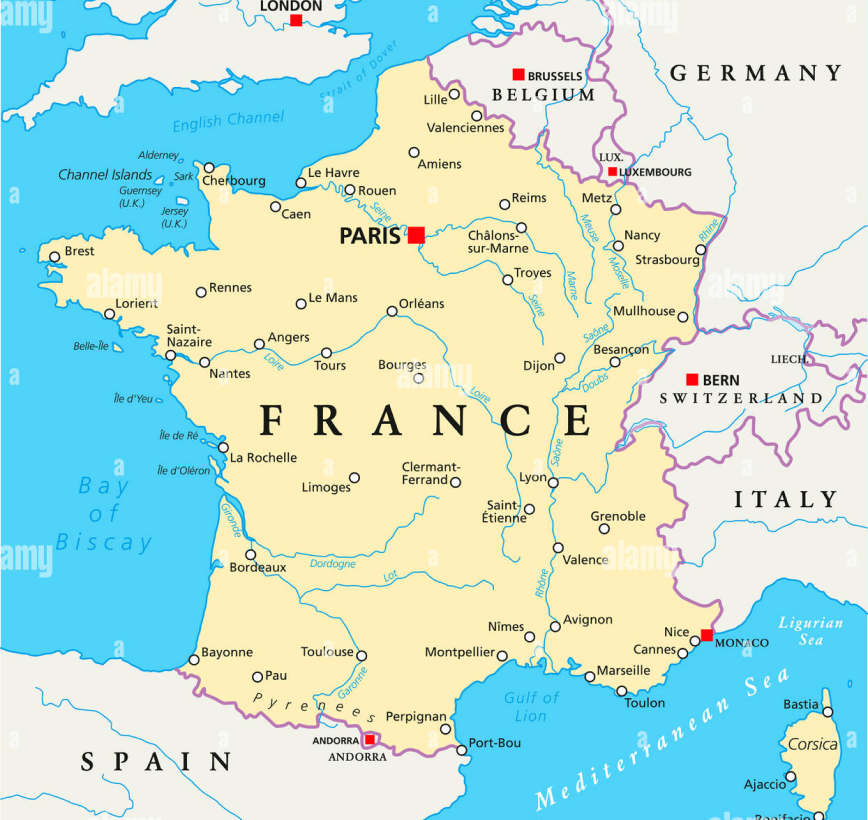 LONDON
Strait of Dover
English Channel
BRUSSELS
BELGIUM
GERMANY
Lille
Valenciennes
LUX.
LUXEMBOURG
Alderney
Channel Islands
Sark
Guernsey
(U.K.)
Jersey
(U.K.)
Cherbourg
Le Havre
Rouen
Amiens
Caen
Seine
PARIS
Reims
Metz
Châlons-
sur-Marne
Meuse
Nancy
Strasbourg
Rhine
Moselle
Marne
Troyes
Seine
Brest
Rennes
Le Mans
Orléans
Lorient
Belle-Île
Saint-
Nazaire
Angers
Loire
Nantes
Tours
Bourges
Loire
Mullhouse
Saône
Besançon
Dijon
Doubs
LIECH.
BERN
SWITZERLAND
Île d'Yeu
FRANCE
Île de Ré
La Rochelle
Île d'Oléron
Saône
Bay
of
Biscay
Limoges
Clermant-
Ferrand
Lyon
Saint-
Étienne
Grenoble
ITALY
Gironde
Bordeaux
Dordogne
Lot
Valence
Rhône
Avignon
Nîmes
Montpellier
Nice
MONACO
Cannes
Ligurian
Sea
Bayonne
Pau
Toulouse
Garonne
Marseille
Toulon
Pyrenees
Perpignan
Gulf of
Lion
Port-Bou
ANDORRA
ANDORRA
SPAIN
Mediterranean Sea
Bastia
Corsica
Ajaccio
Bonifacio
alamy
alamy
alamy
alamy
alamy
alamy
a
a
a
a
a
a
a
a